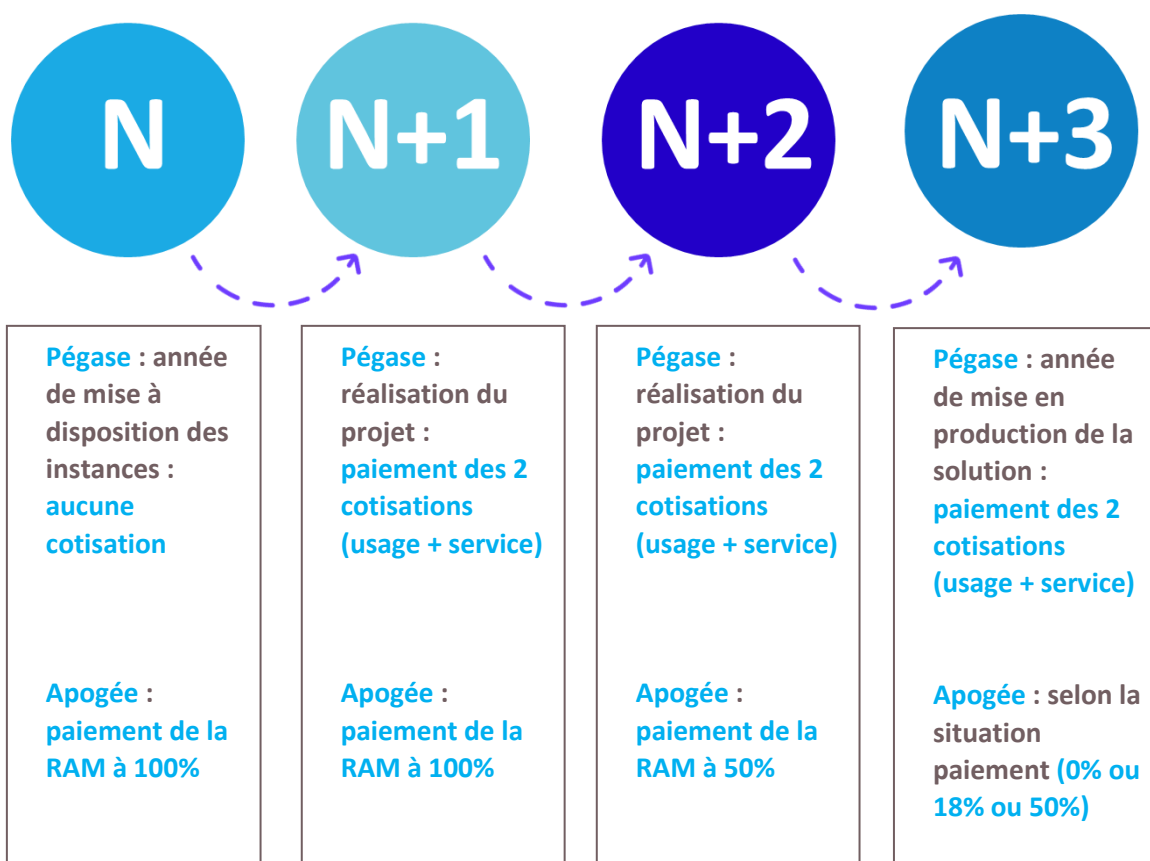 N
N+1
N+2
N+3
Pégase : année
de mise à
disposition des
instances :
aucune
cotisation
Apogée :
paiement de la
RAM à 100%
Pégase :
réalisation du
projet :
paiement des 2
cotisations
(usage + service)
Apogée :
paiement de la
RAM à 100%
Pégase :
réalisation du
projet :
paiement des 2
cotisations
(usage + service)
Apogée :
paiement de la
RAM à 50%
Pégase : année
de mise en
production de la
solution :
paiement des 2
cotisations
(usage + service)
Apogée : selon la
situation
paiement (0% ou
18% ou 50%)